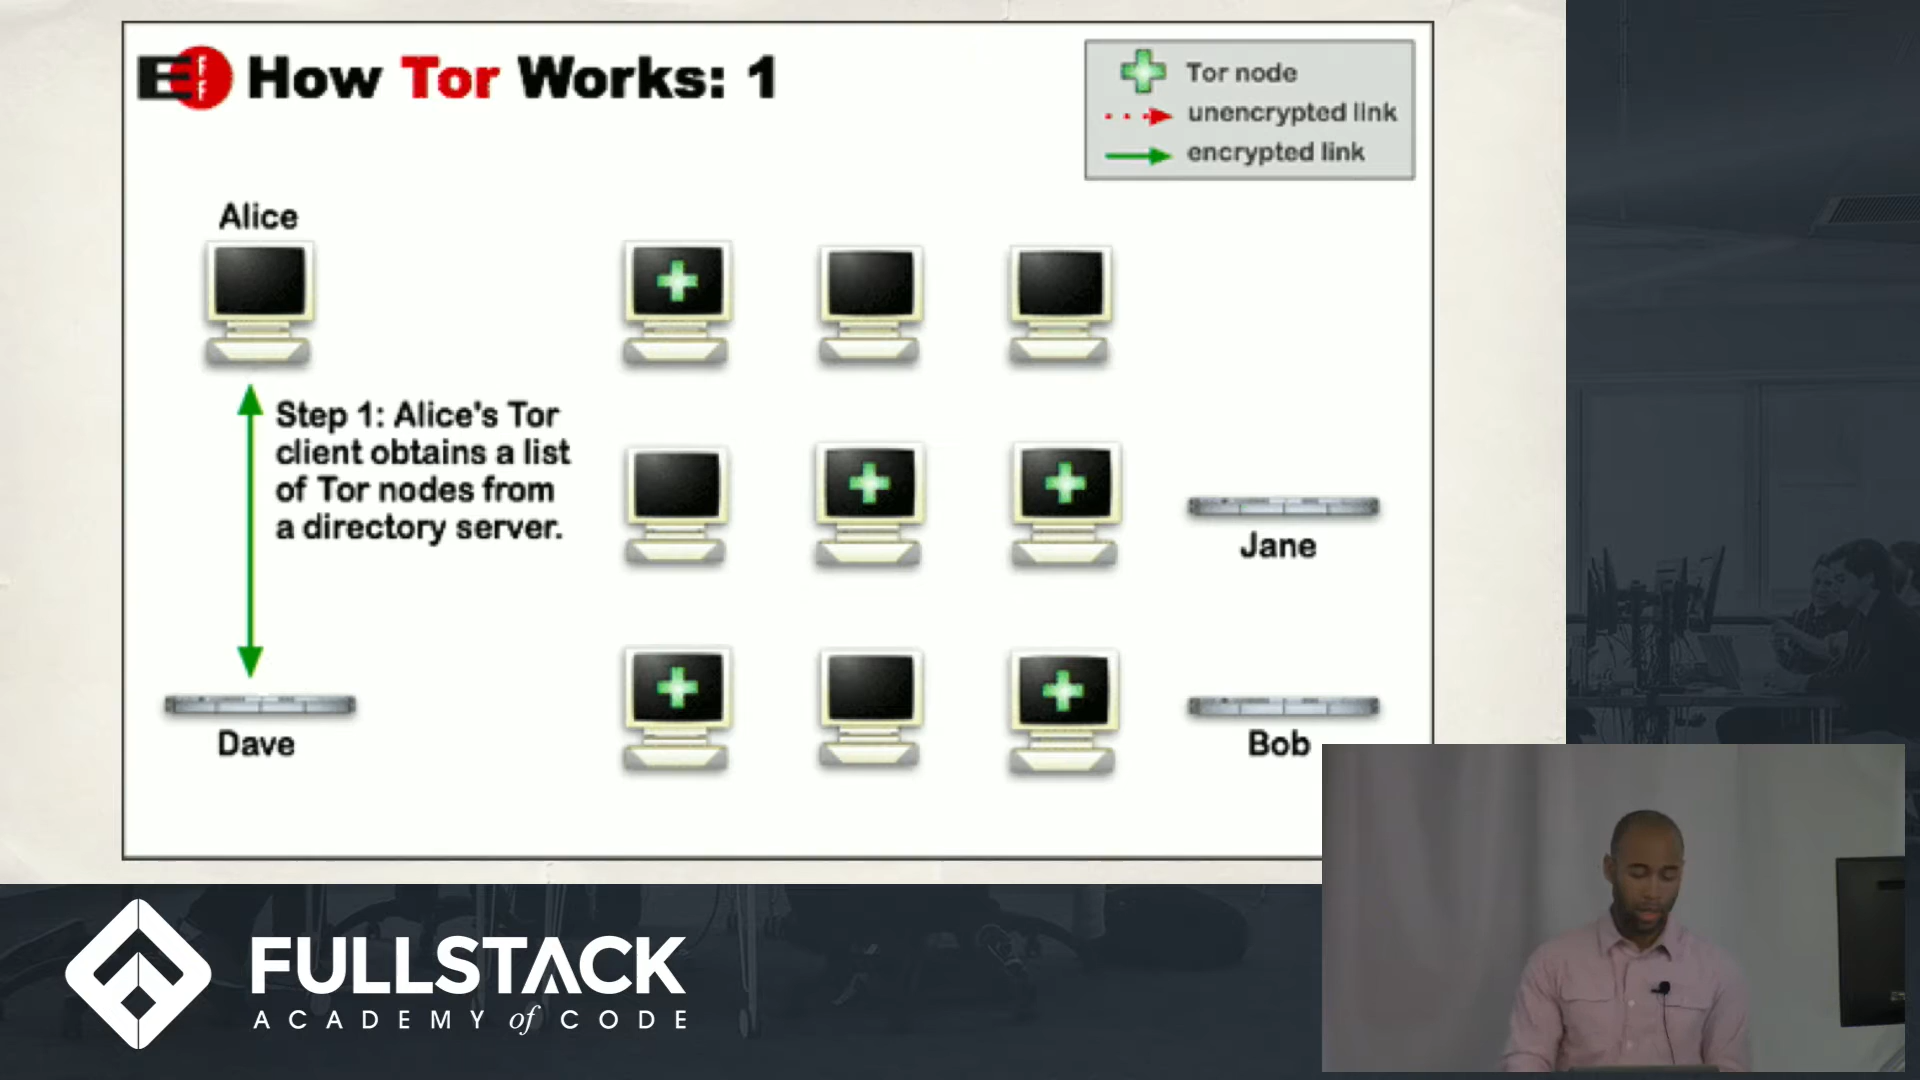 EFF How Tor Works: 1
Tor node
unencrypted link
encrypted link
Alice
Step 1: Alice's Tor
client obtains a list
of Tor nodes from
a directory server.
Jane
Dave
Bob
FULLSTACK
ACADEMY of CODE